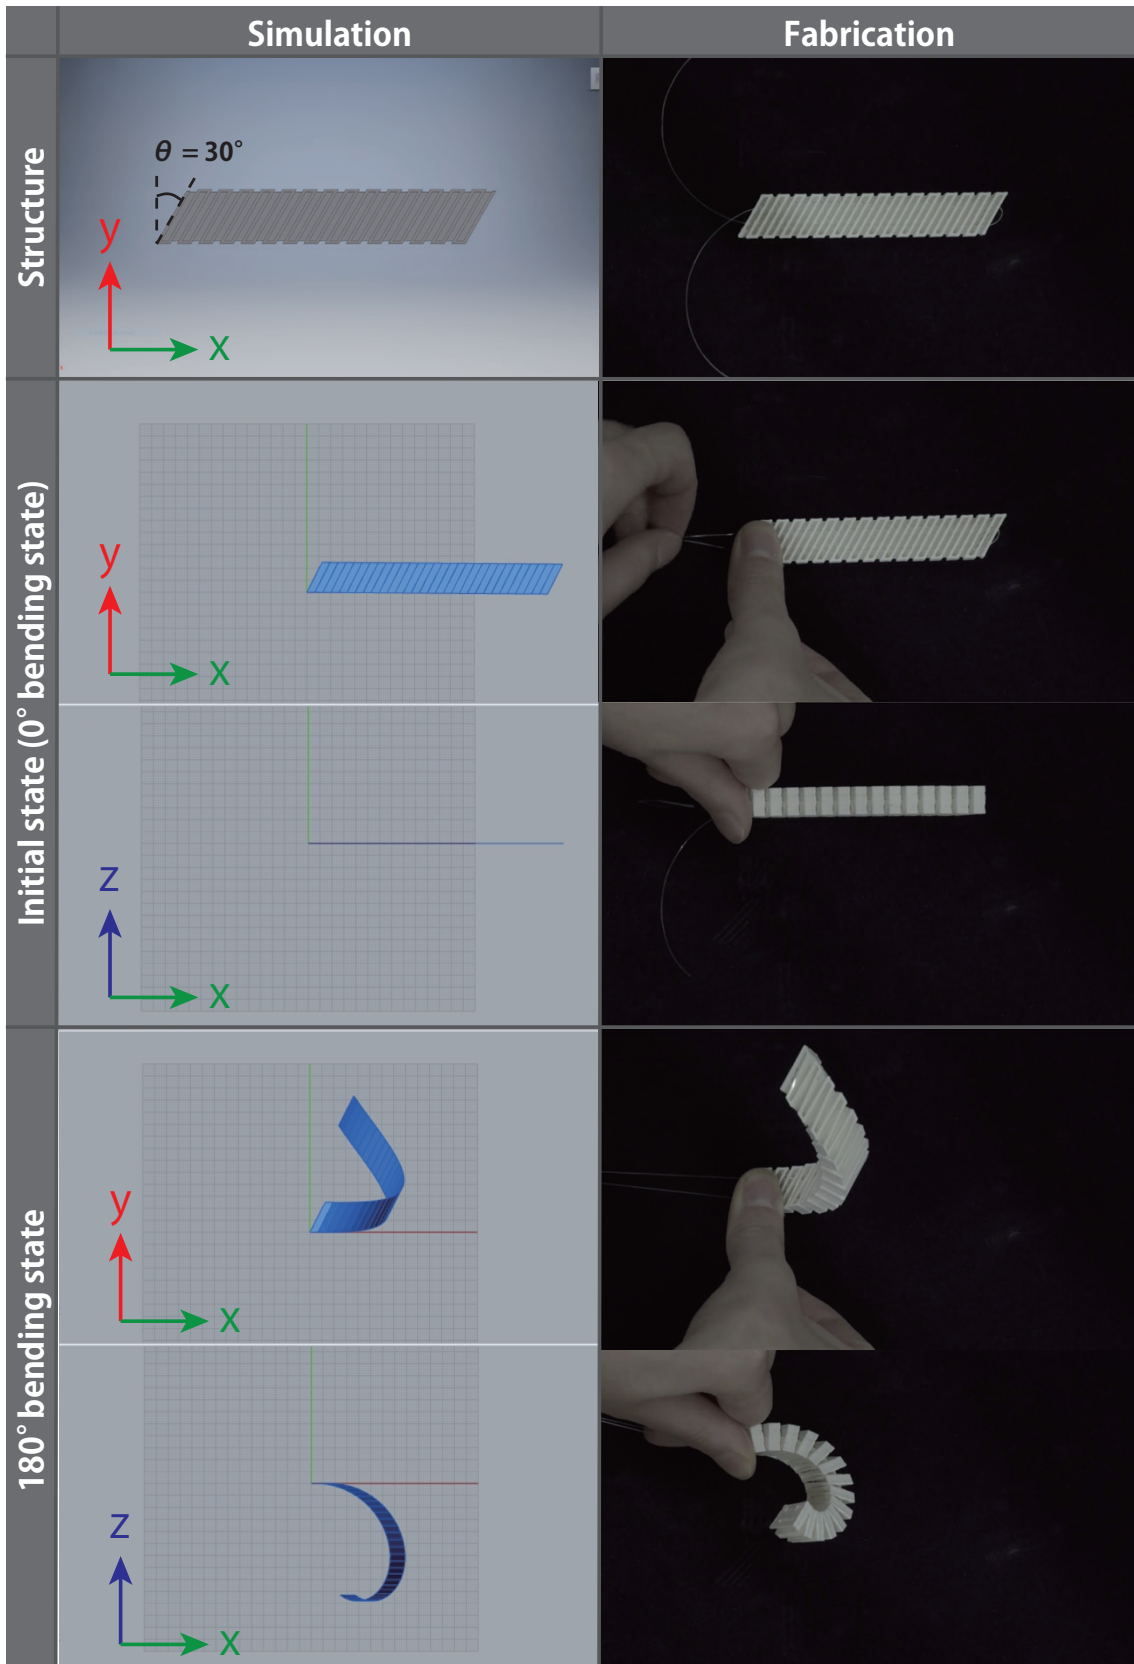 Simulation
Fabrication
Structure
θ = 30°
y
x
Initial state (0° bending state)
y
x
z
x
180° bending state
y
x
z
x